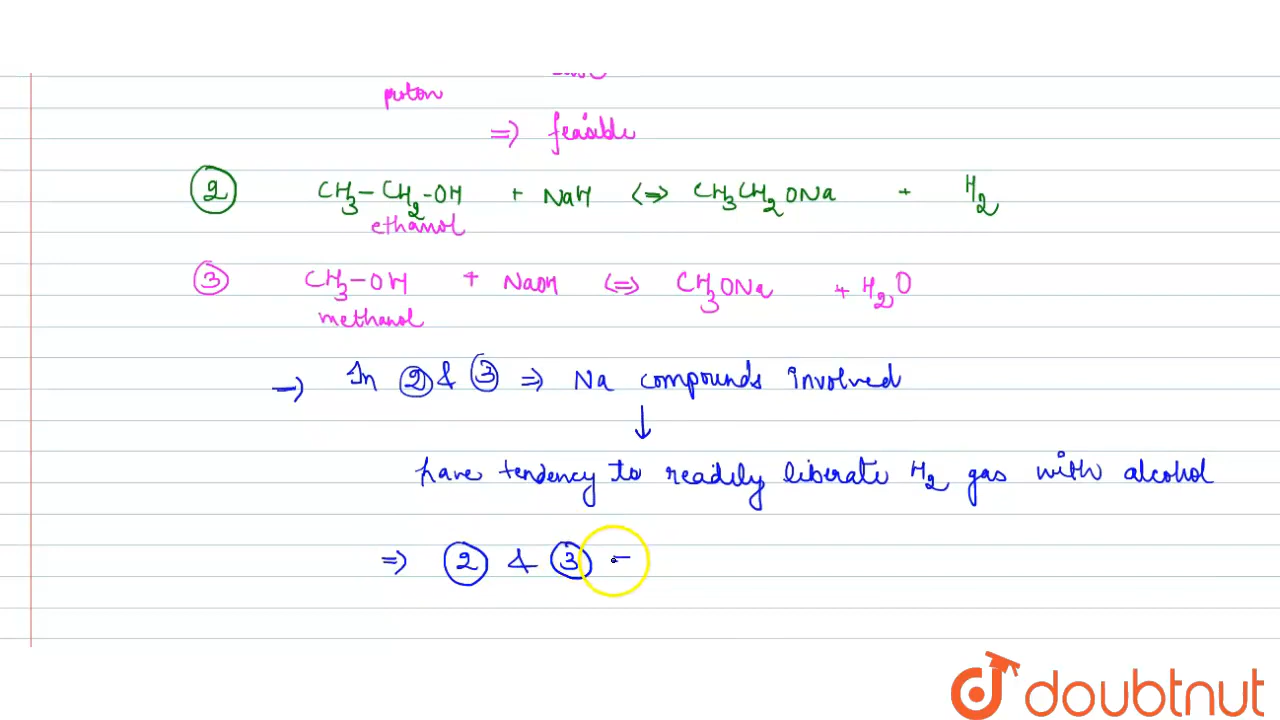 proton
⇒ feasible
② CH3-CH2-OH + NaH ⇔ CH3CH2ONa + H2
ethanol
③ CH3-OH + NaOH ⇔ CH3ONa + H2O
methanol
→ In ② & ③ ⇒ Na compounds involved
↓
have tendency to readily liberate H2 gas with alcohol
⇒ ② & ③ -
doubtnut